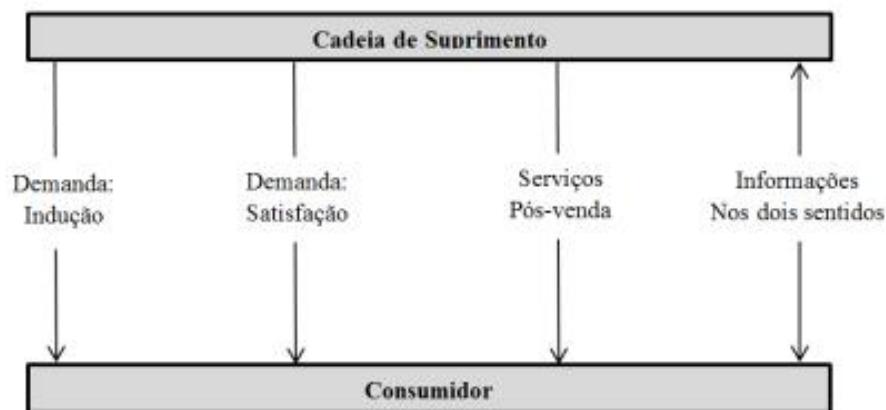 Cadeia de Suprimento
Demanda:
Indução
Demanda:
Satisfação
Serviços
Pós-venda
Informações
Nos dois sentidos
Consumidor